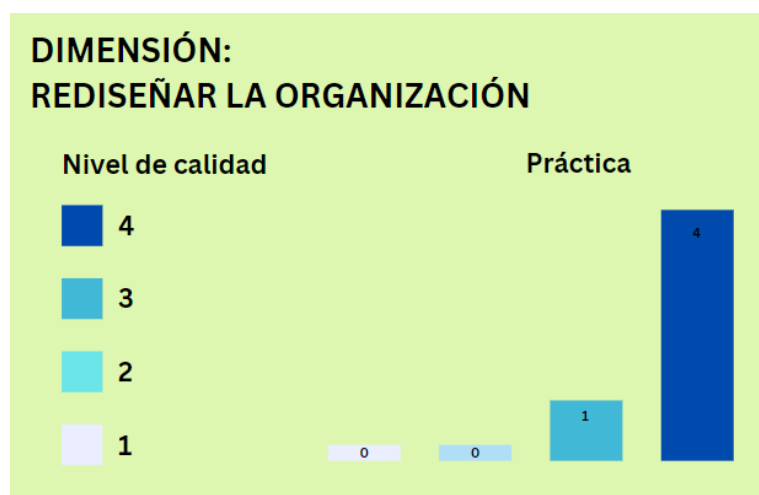 DIMENSIÓN:
REDISEÑAR LA ORGANIZACIÓN
Nivel de calidad
Práctica
4
3
2
1
0
0
1
4